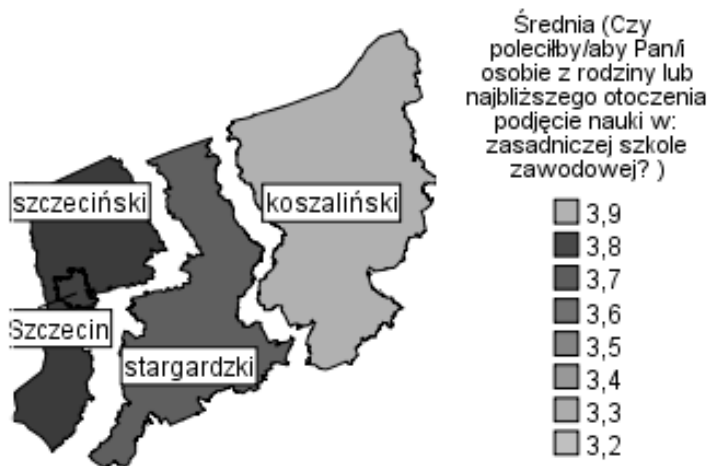 Średnia (Czy
poleciłby/aby Pan/i
osobie z rodziny lub
najbliższego otoczenia
podjęcie nauki w:
zasadniczej szkole
zawodowej? )
szczeciński
koszaliński
Szczecin
stargardzki
3,9
3,8
3,7
3,6
3,5
3,4
3,3
3,2